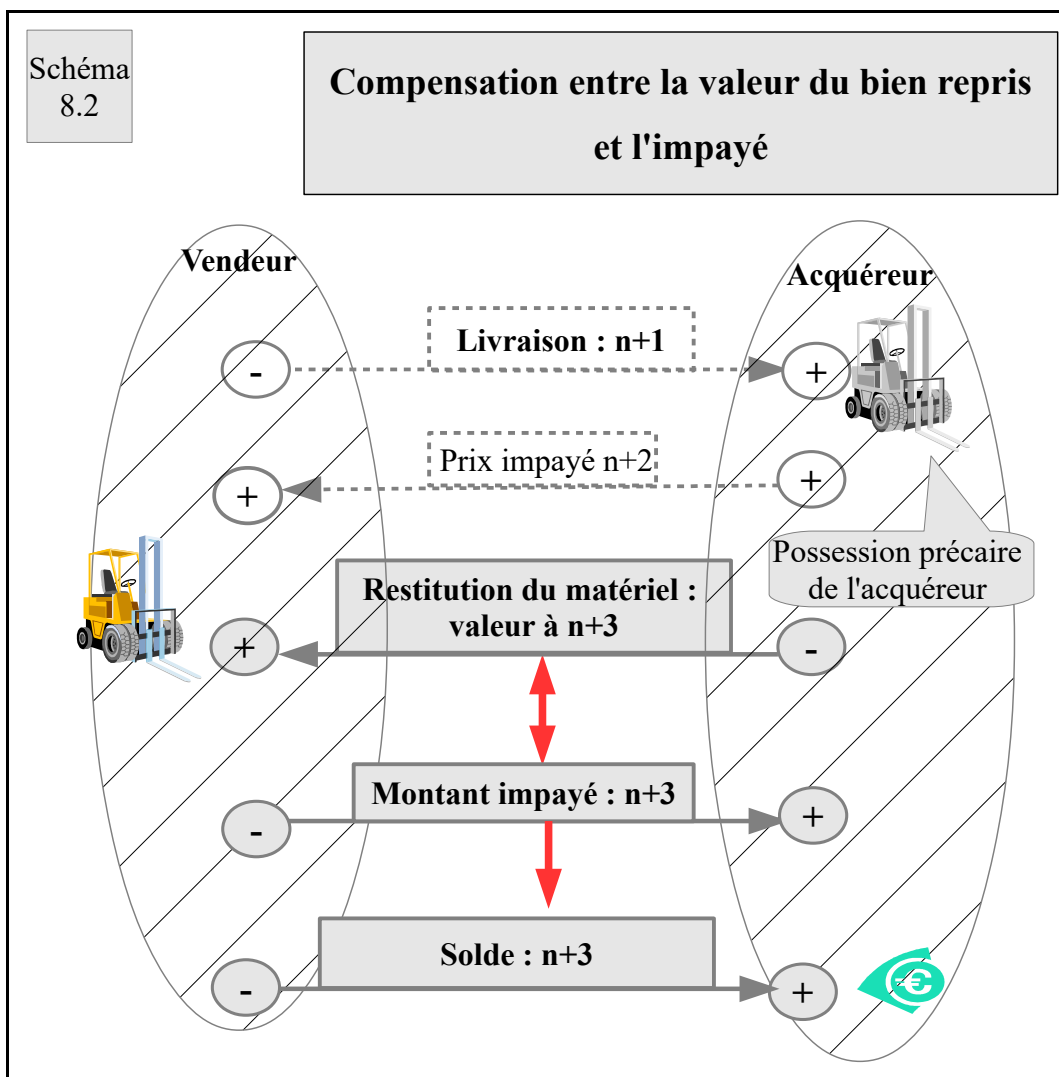 Schéma
8.2
Compensation entre la valeur du bien repris
et l'impayé
Vendeur
Acquéreur
Livraison : n+1
-
+
Prix impayé n+2
+
+
Possession précaire
de l'acquéreur
Restitution du matériel :
valeur à n+3
+
-
Montant impayé : n+3
-
+
Solde : n+3
-
+
-€